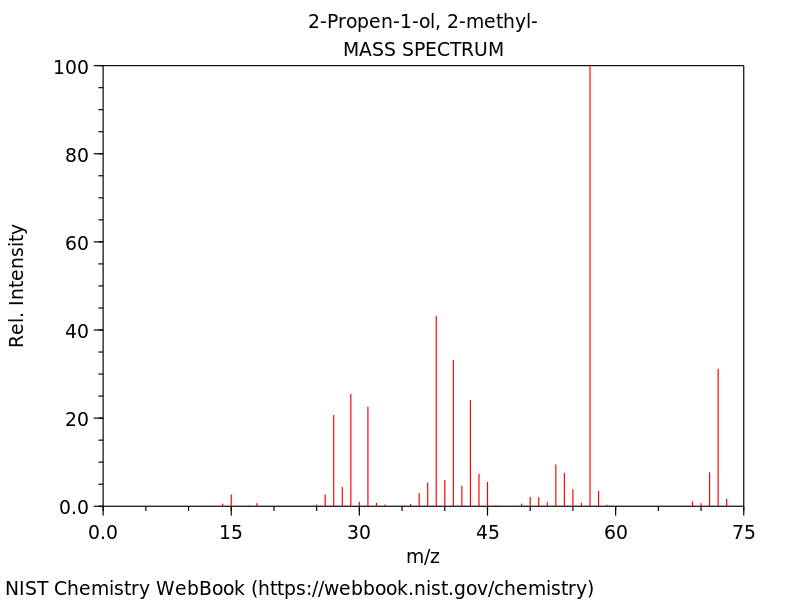 2-Propen-1-ol, 2-methyl-
MASS SPECTRUM
Rel. Intensity
100
80
60
40
20
0.0
0.0 15 30 45 60 75
m/z
NIST Chemistry WebBook (https://webbook.nist.gov/chemistry)